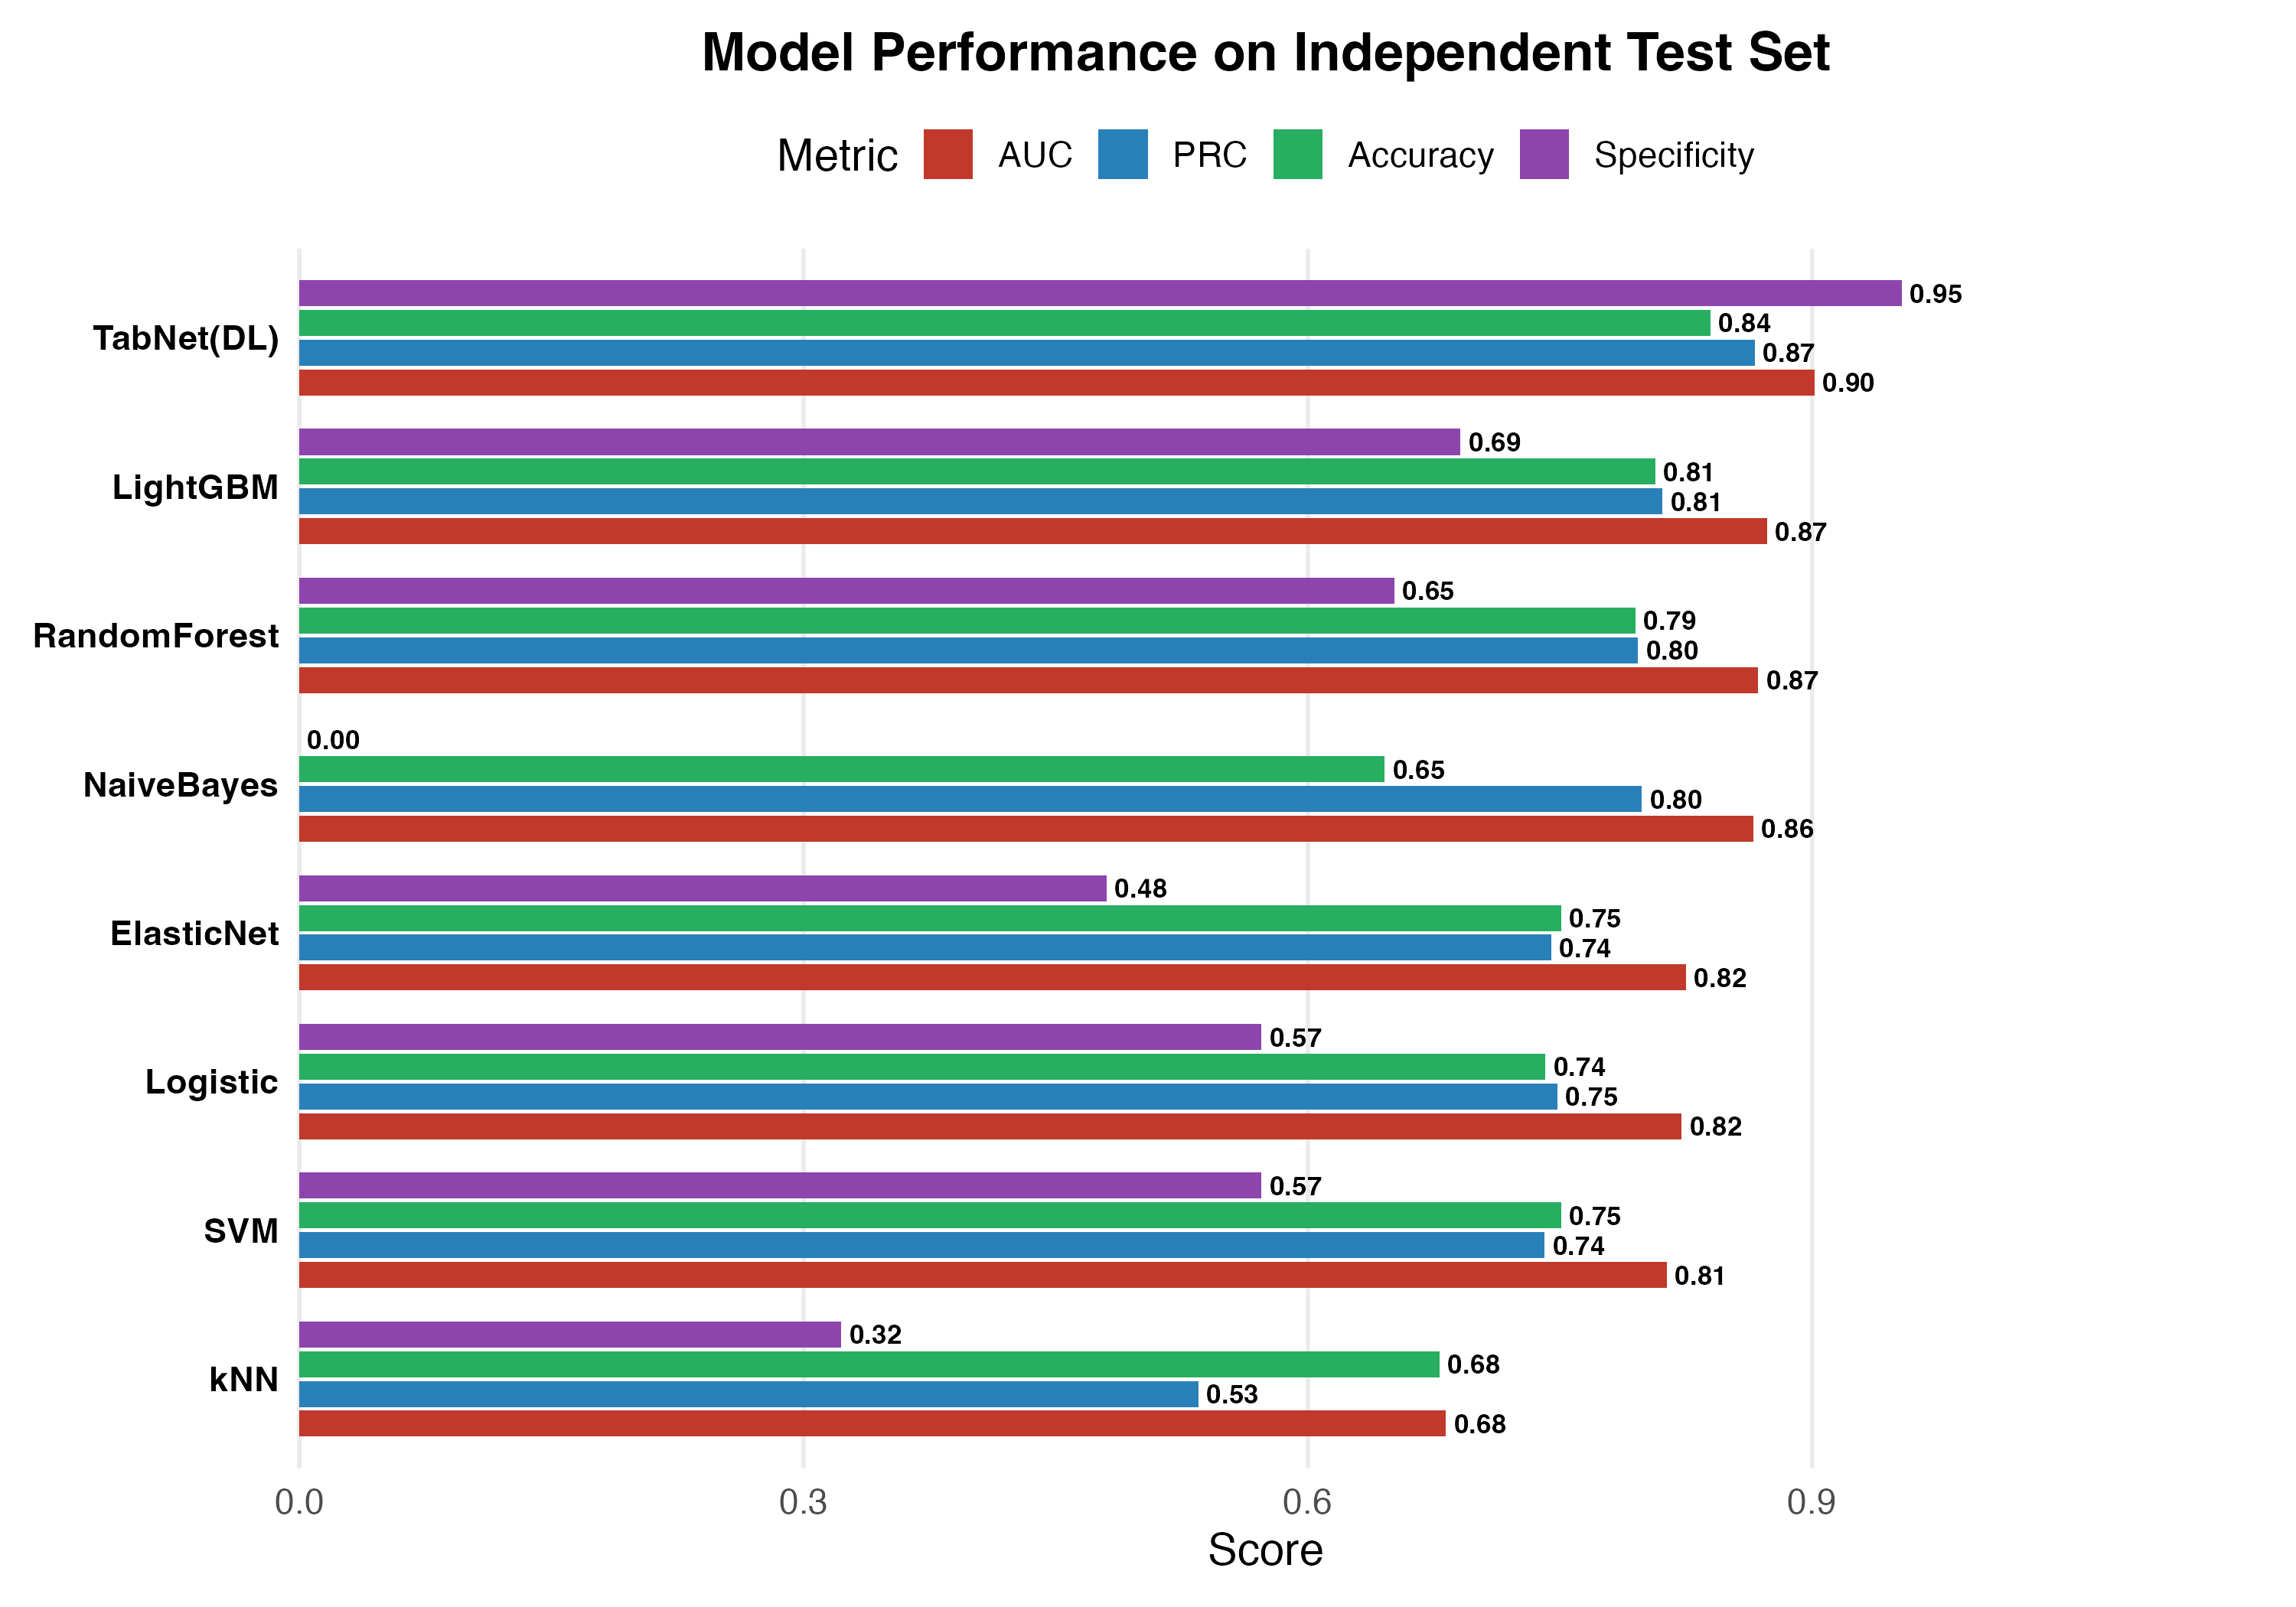 Model Performance on Independent Test Set
Metric AUC PRC Accuracy Specificity
0.95
0.84
TabNet(DL)
0.87
0.90
0.69
0.81
LightGBM
0.81
0.87
0.65
0.79
RandomForest
0.80
0.87
0.00
0.65
NaiveBayes
0.80
0.86
0.48
0.75
ElasticNet
0.74
0.82
0.57
0.74
Logistic
0.75
0.82
0.57
0.75
SVM
0.74
0.81
0.32
0.68
kNN
0.53
0.68
0.0 0.3 0.6 0.9
Score